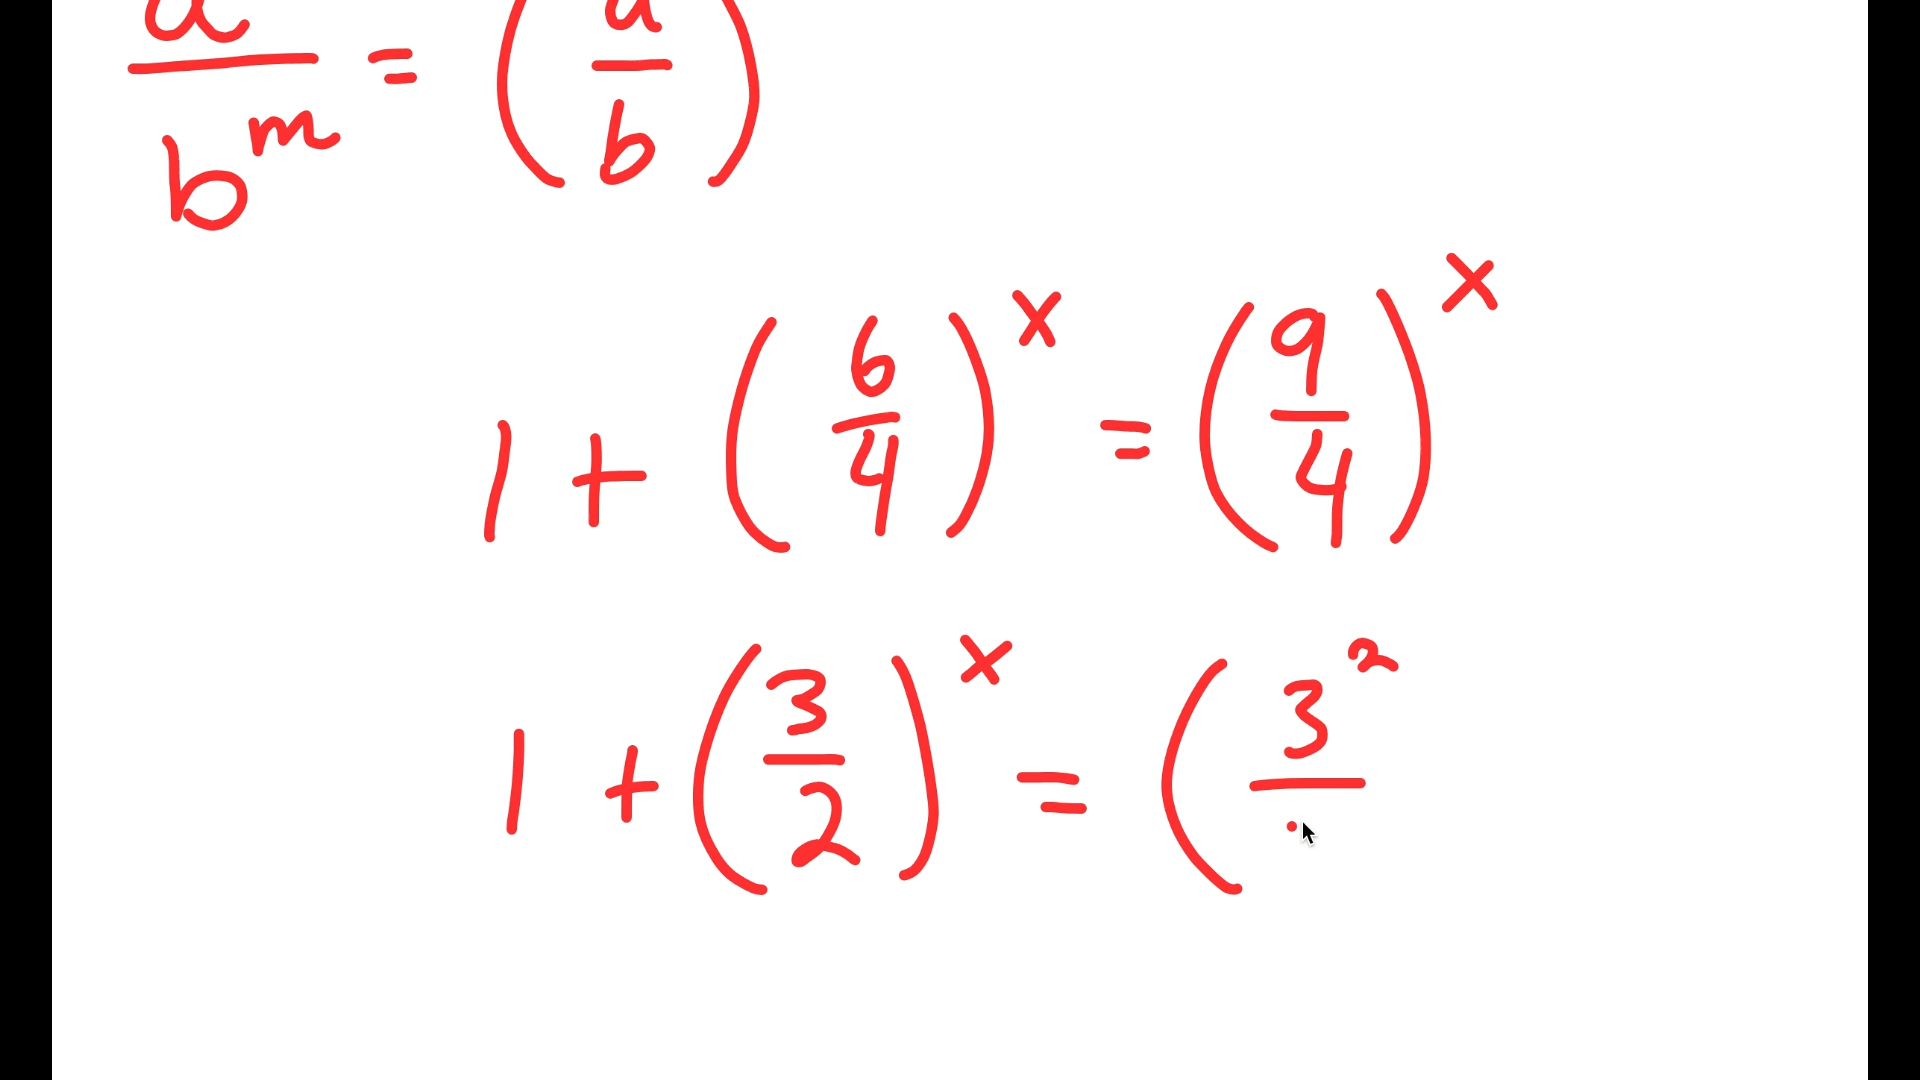 a/b^m = (a/b)
1 + (6/4)^x = (9/4)^x
1 + (3/2)^x = (3^2/